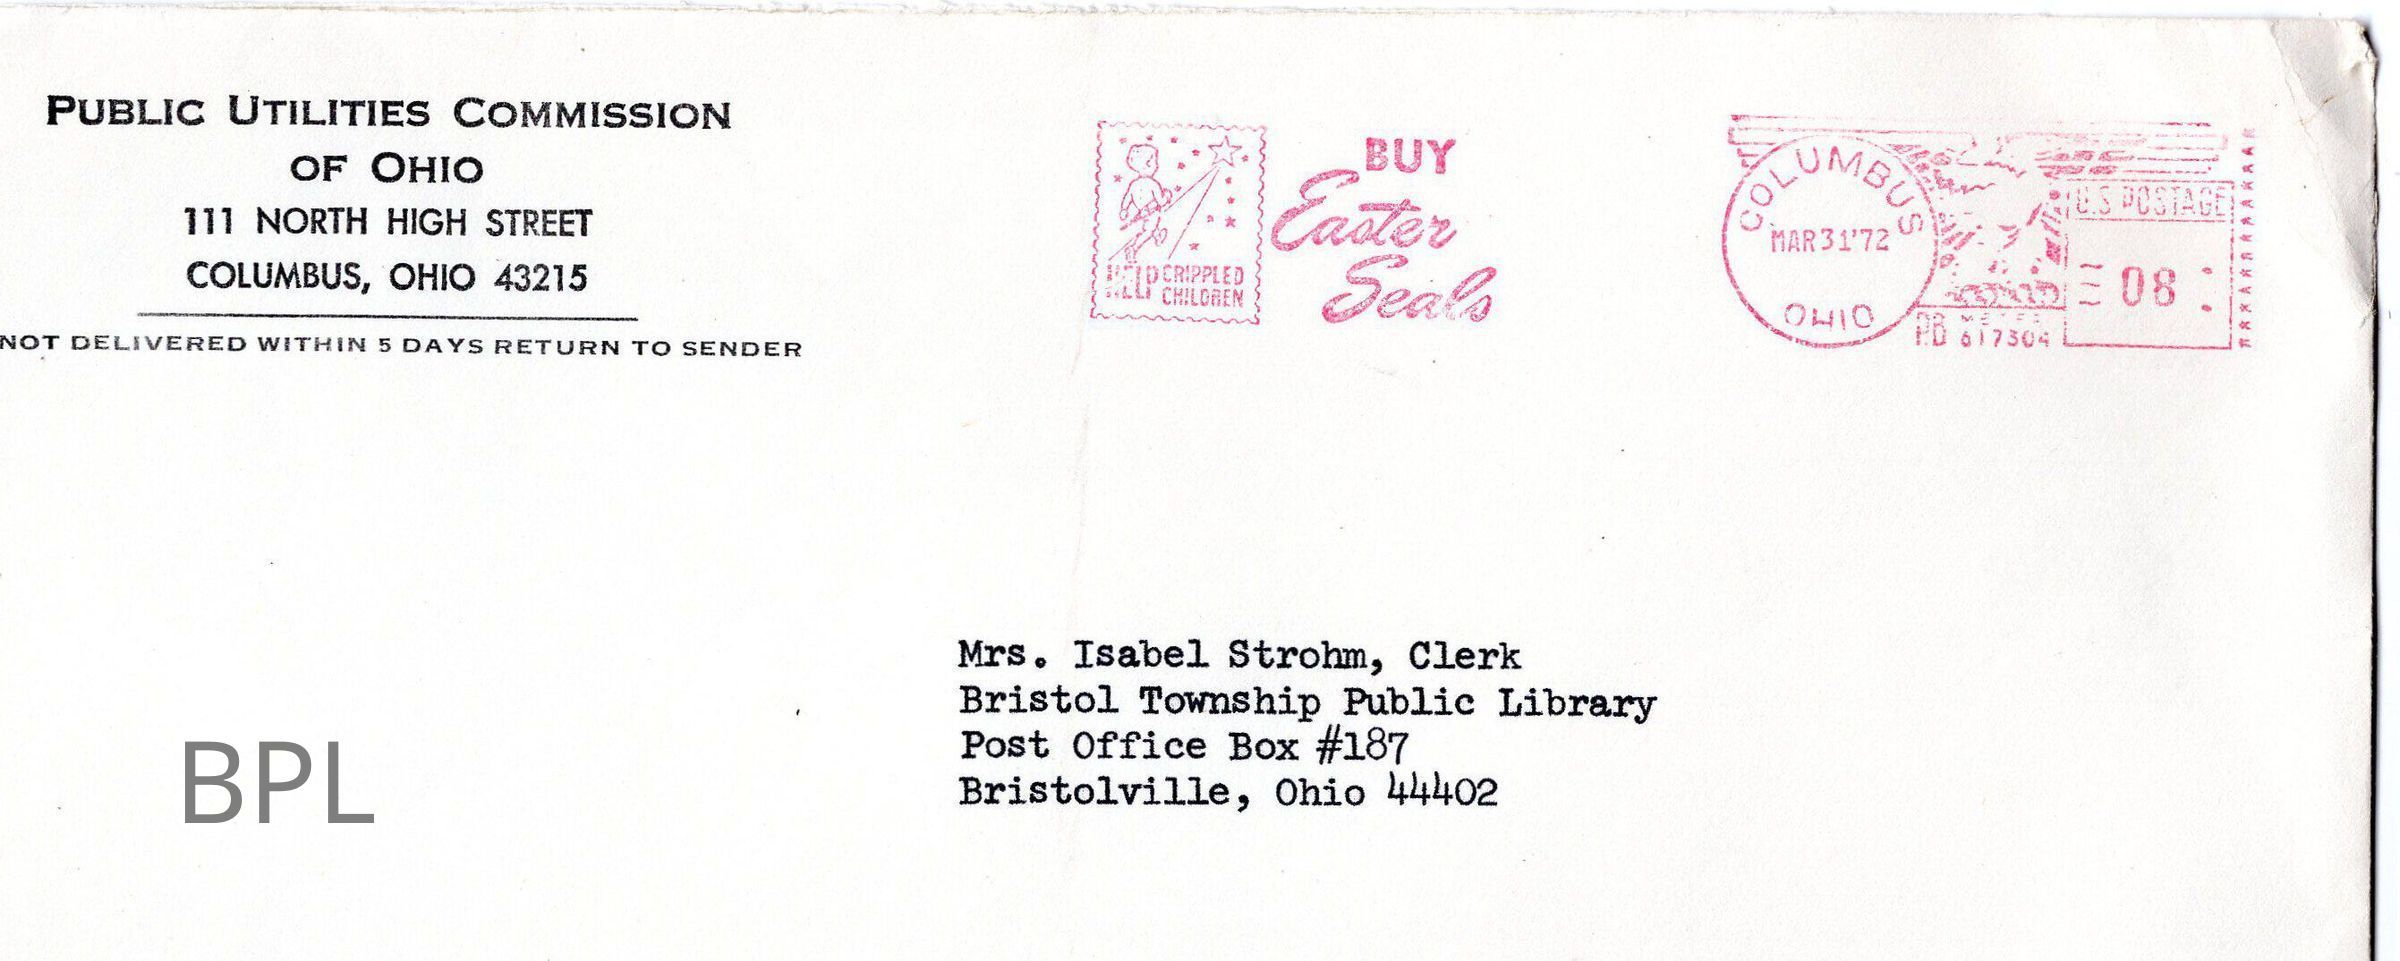 PUBLIC UTILITIES COMMISSION
OF OHIO
111 NORTH HIGH STREET
COLUMBUS, OHIO 43215
NOT DELIVERED WITHIN 5 DAYS RETURN TO SENDER
HELP CRIPPLED
CHILDREN
BUY
Easter
Seals
COLUMBUS
MAR 31 '72
OHIO
U.S POSTAGE
08
P.B METER
617304
Mrs. Isabel Strohm, Clerk
Bristol Township Public Library
Post Office Box #187
Bristolville, Ohio 44402
BPL